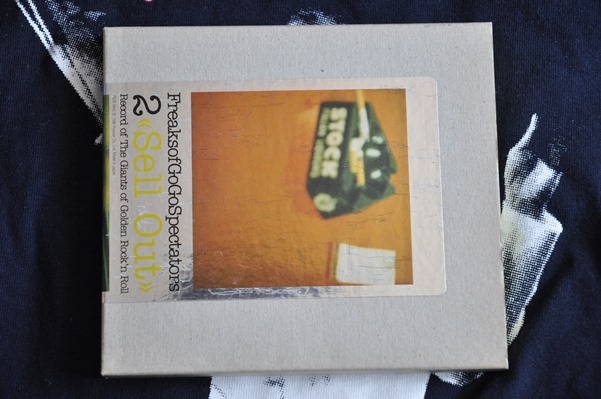 FreaksofGoGoSpectators
2 «Sell Out»
Record of The Giants of Golden Rock'n Roll
STOCK